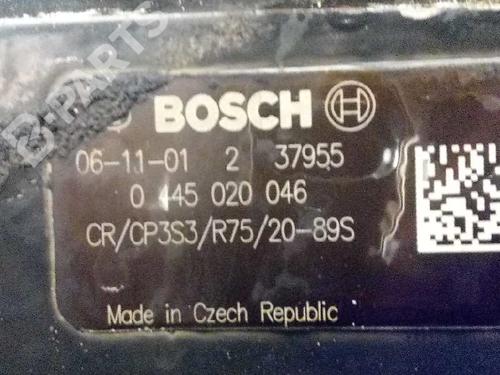 B-PARTS
BOSCH
06-11-01 2 37955
0 445 020 046
CR/CP3S3/R75/20-89S
Made in Czech Republic